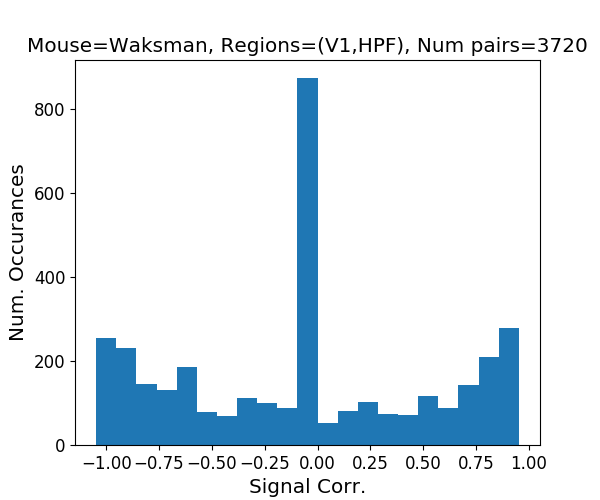 Mouse=Waksman, Regions=(V1,HPF), Num pairs=3720
Num. Occurances
800
600
400
200
0
−1.00 −0.75 −0.50 −0.25 0.00 0.25 0.50 0.75 1.00
Signal Corr.